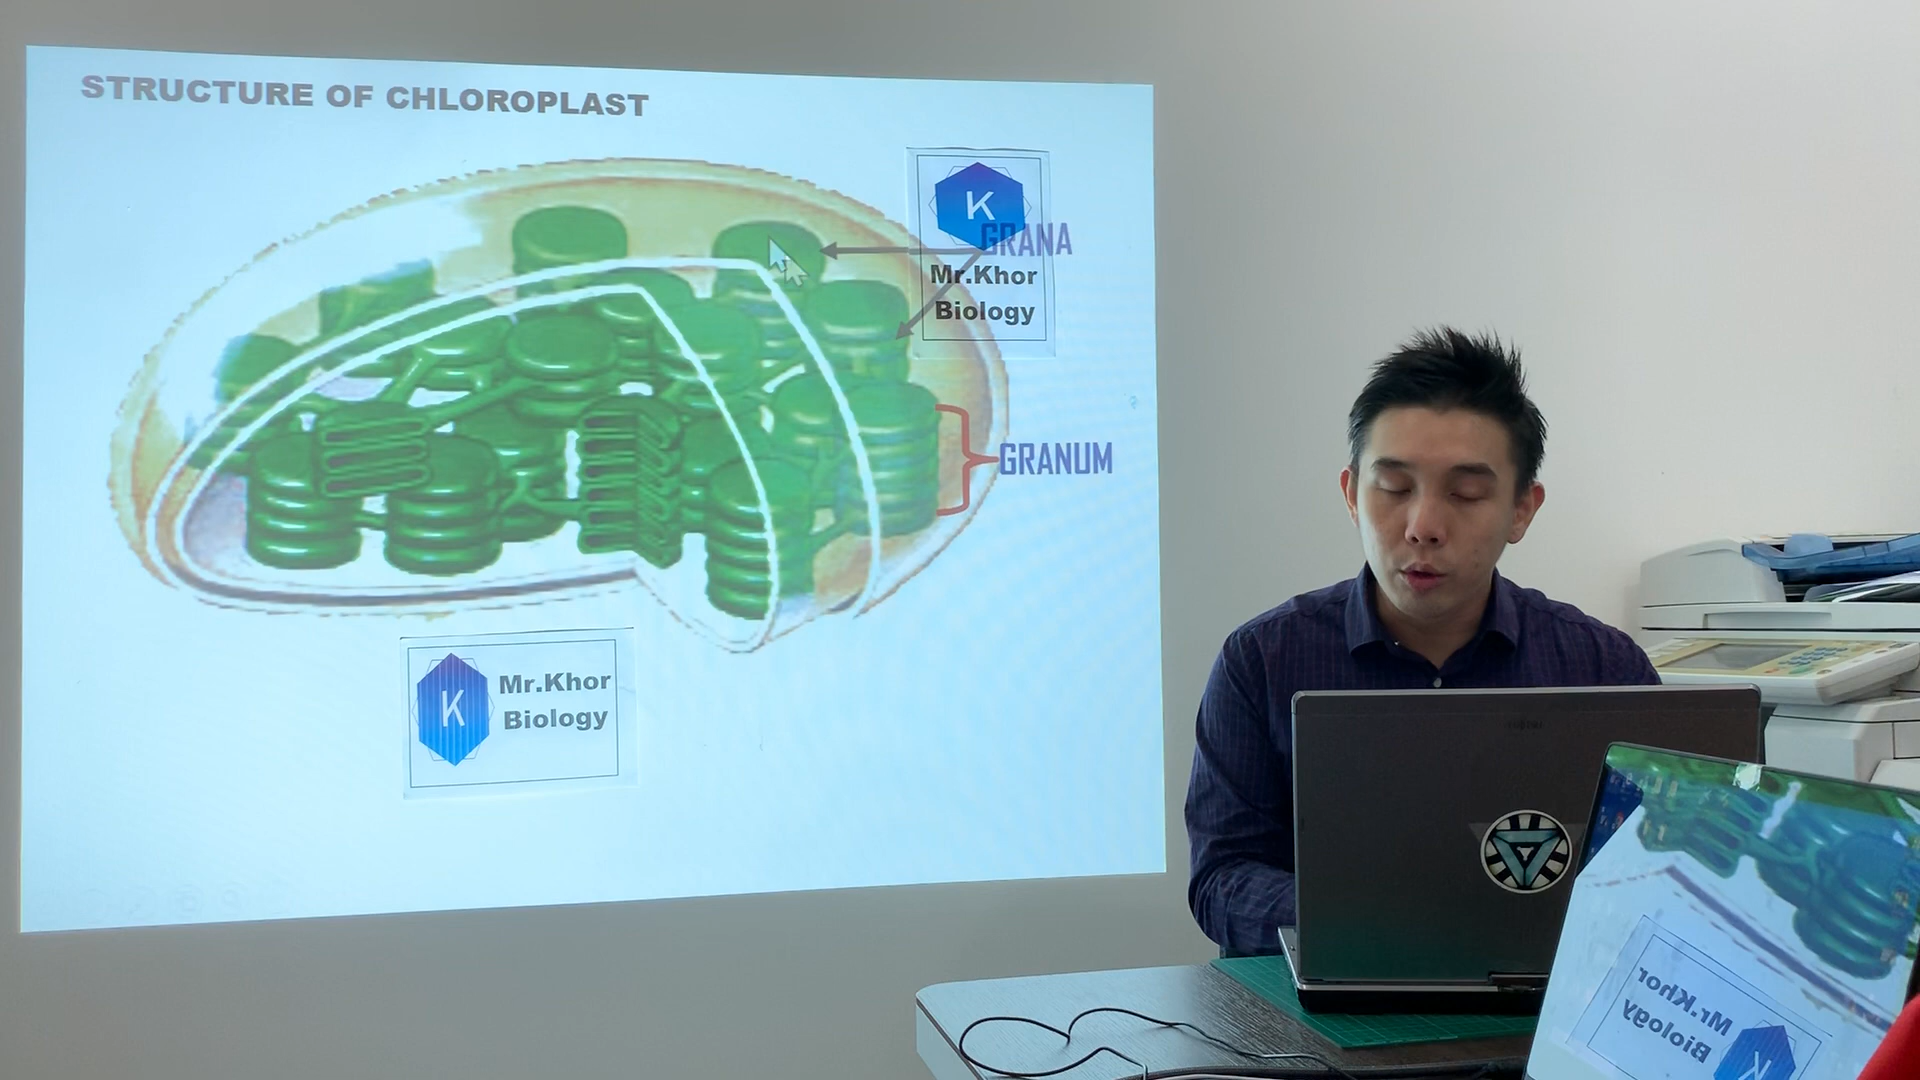 STRUCTURE OF CHLOROPLAST
K
GRANA
Mr.Khor
Biology
GRANUM
K
Mr.Khor
Biology
Mr.Khor
Biology
K